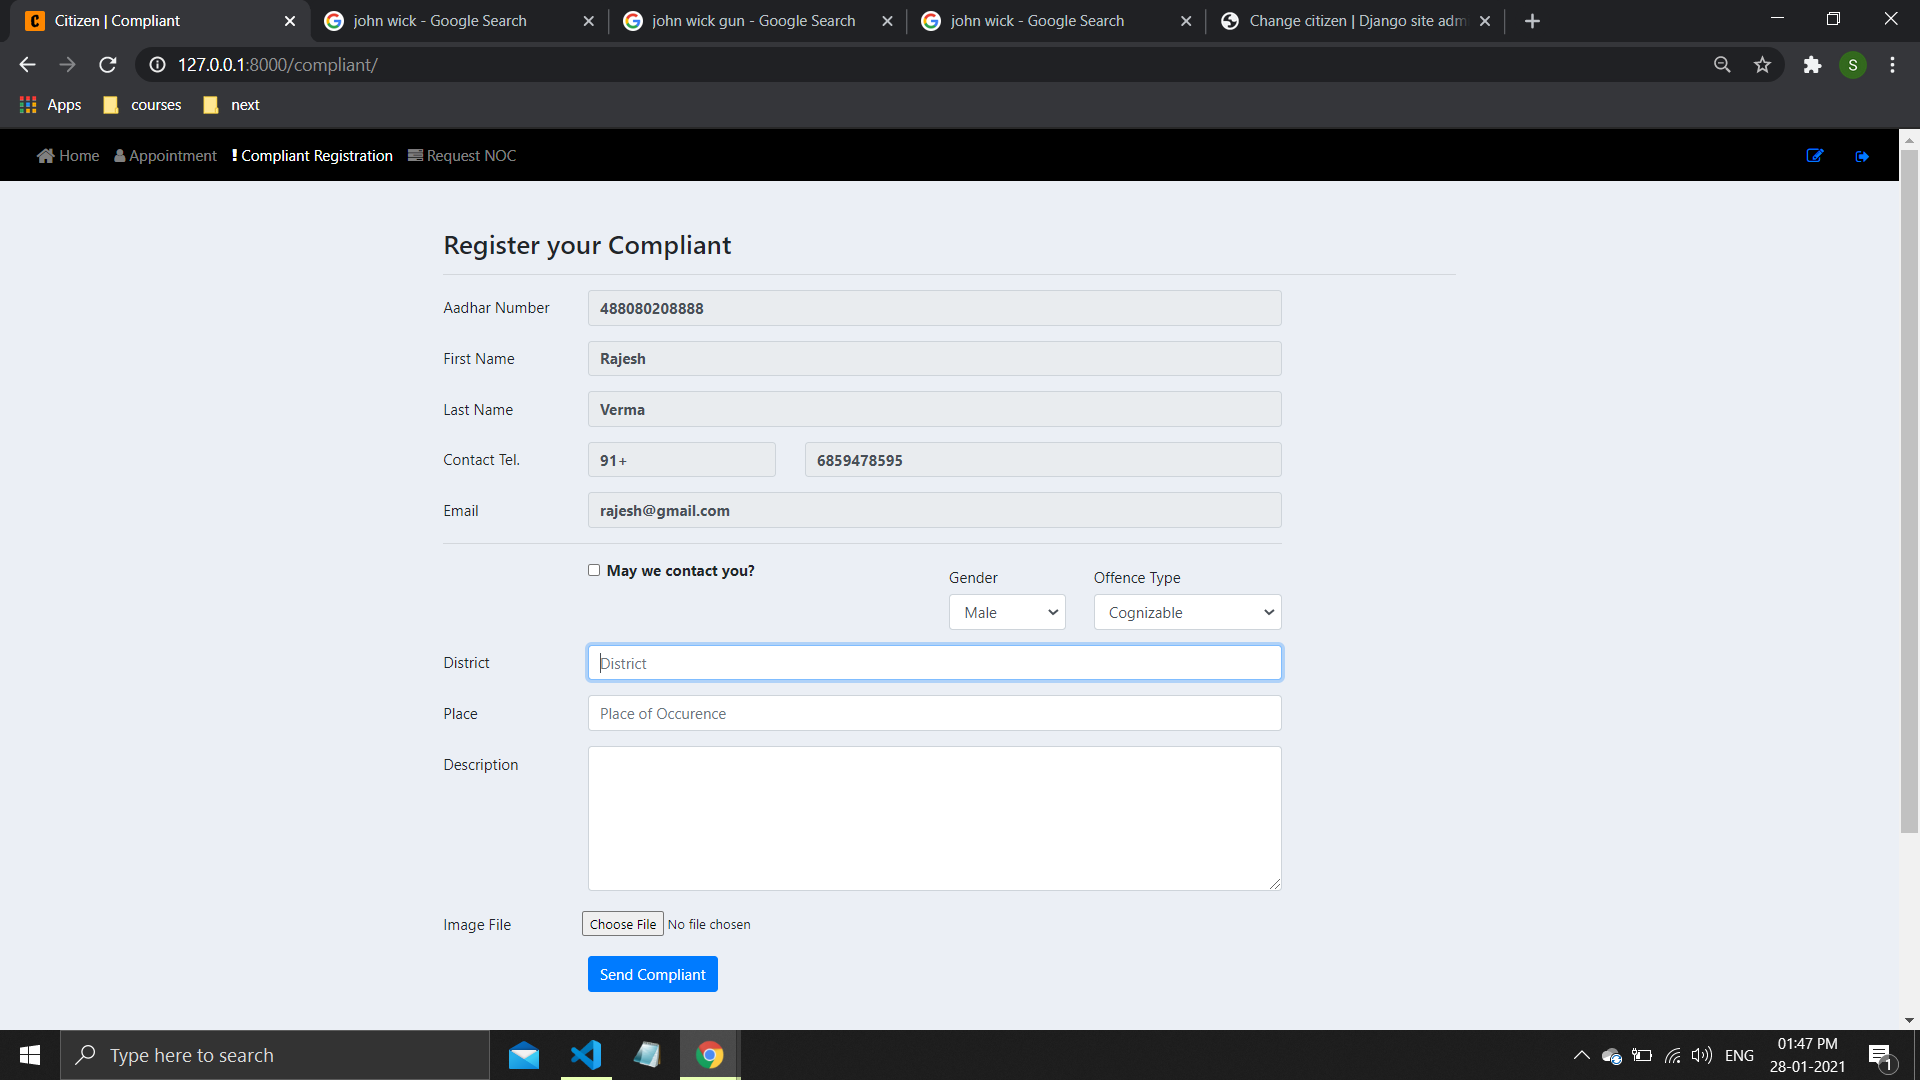 Citizen | Compliant
john wick - Google Search
john wick gun - Google Search
john wick - Google Search
Change citizen | Django site adm
127.0.0.1:8000/compliant/
S
Apps
courses
next
Home
Appointment
Compliant Registration
Request NOC
Register your Compliant
Aadhar Number
488080208888
First Name
Rajesh
Last Name
Verma
Contact Tel.
91+
6859478595
Email
rajesh@gmail.com
May we contact you?
Gender
Offence Type
Male
Cognizable
District
District
Place
Place of Occurence
Description
Image File
Choose File No file chosen
Send Compliant
Type here to search
ENG
01:47 PM
28-01-2021
1